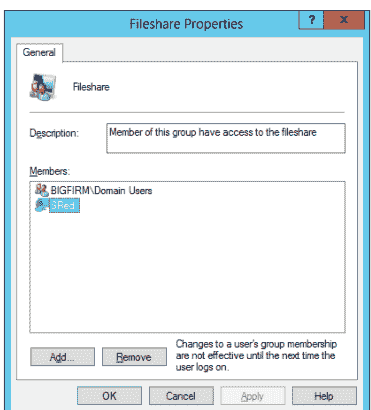 Fileshare Properties
? x
General
Fileshare
Description:
Member of this group have access to the fileshare
Members:
BIGFIRM\Domain Users
SRed
Changes to a user's group membership
are not effective until the next time the
user logs on.
Add...
Remove
OK
Cancel
Apply
Help